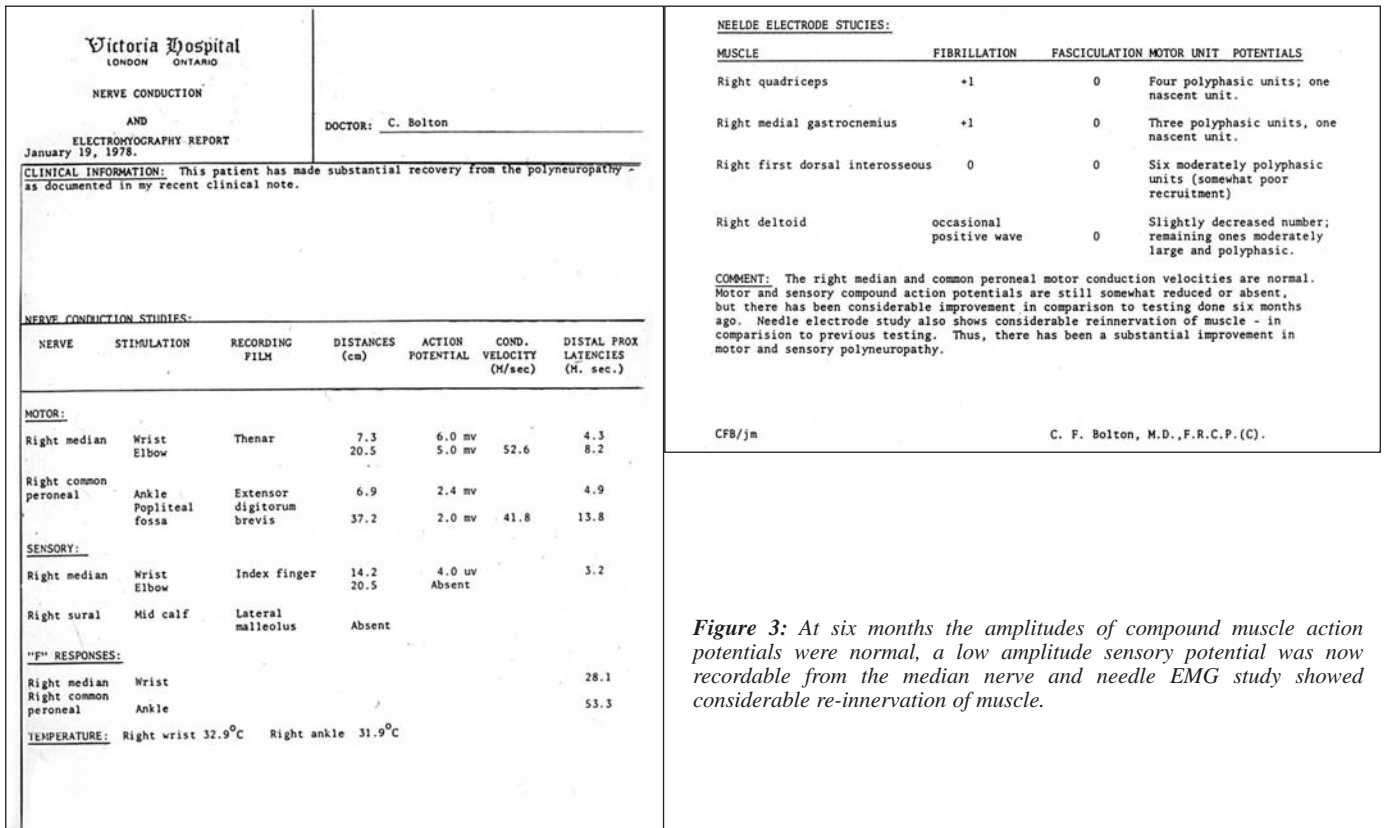 Victoria Hospital
LONDON ONTARIO
NERVE CONDUCTION
AND
ELECTROMYOGRAPHY REPORT
January 19, 1978.
DOCTOR: C. Bolton
CLINICAL INFORMATION: This patient has made substantial recovery from the polyneuropathy -
as documented in my recent clinical note.
NERVE CONDUCTION STUDIES:
NERVE STIMULATION RECORDING DISTANCES ACTION COND. DISTAL PROX
FILM (cm) POTENTIAL VELOCITY LATENCIES
(M/sec) (M. sec.)
MOTOR:
Right median Wrist Thenar 7.3 6.0 mv 4.3
Elbow 20.5 5.0 mv 52.6 8.2
Right common
peroneal Ankle Extensor 6.9 2.4 mv 4.9
Popliteal digitorum
fossa brevis 37.2 2.0 mv 41.8 13.8
SENSORY:
Right median Wrist Index finger 14.2 4.0 uv 3.2
Elbow 20.5 Absent
Right sural Mid calf Lateral
malleolus Absent
"F" RESPONSES:
Right median Wrist 28.1
Right common
peroneal Ankle 53.3
TEMPERATURE: Right wrist 32.9°C Right ankle 31.9°C
NEELDE ELECTRODE STUCIES:
MUSCLE FIBRILLATION FASCICULATION MOTOR UNIT POTENTIALS
Right quadriceps +1 0 Four polyphasic units; one
nascent unit.
Right medial gastrocnemius +1 0 Three polyphasic units, one
nascent unit.
Right first dorsal interosseous 0 0 Six moderately polyphasic
units (somewhat poor
recruitment)
Right deltoid occasional Slightly decreased number;
positive wave 0 remaining ones moderately
large and polyphasic.
COMMENT: The right median and common peroneal motor conduction velocities are normal.
Motor and sensory compound action potentials are still somewhat reduced or absent,
but there has been considerable improvement in comparison to testing done six months
ago. Needle electrode study also shows considerable reinnervation of muscle - in
comparision to previous testing. Thus, there has been a substantial improvement in
motor and sensory polyneuropathy.
CFB/jm C. F. Bolton, M.D.,F.R.C.P.(C).
Figure 3: At six months the amplitudes of compound muscle action
potentials were normal, a low amplitude sensory potential was now
recordable from the median nerve and needle EMG study showed
considerable re-innervation of muscle.